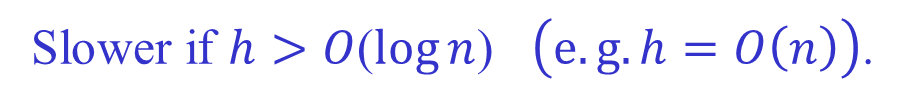 Slower if ℎ > 𝑂(log 𝑛) (e.g. ℎ = 𝑂(𝑛)).